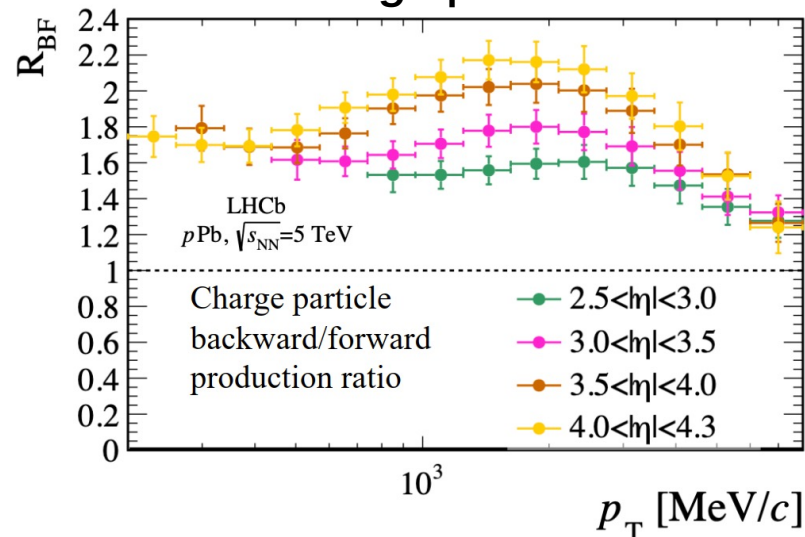 R_BF
2.4
2.2
2
1.8
1.6
1.4
1.2
1
0.8
0.6
0.4
0.2
0
LHCb
pPb, √s_NN=5 TeV
Charge particle
backward/forward
production ratio
2.5<|η|<3.0
3.0<|η|<3.5
3.5<|η|<4.0
4.0<|η|<4.3
10³
p_T [MeV/c]